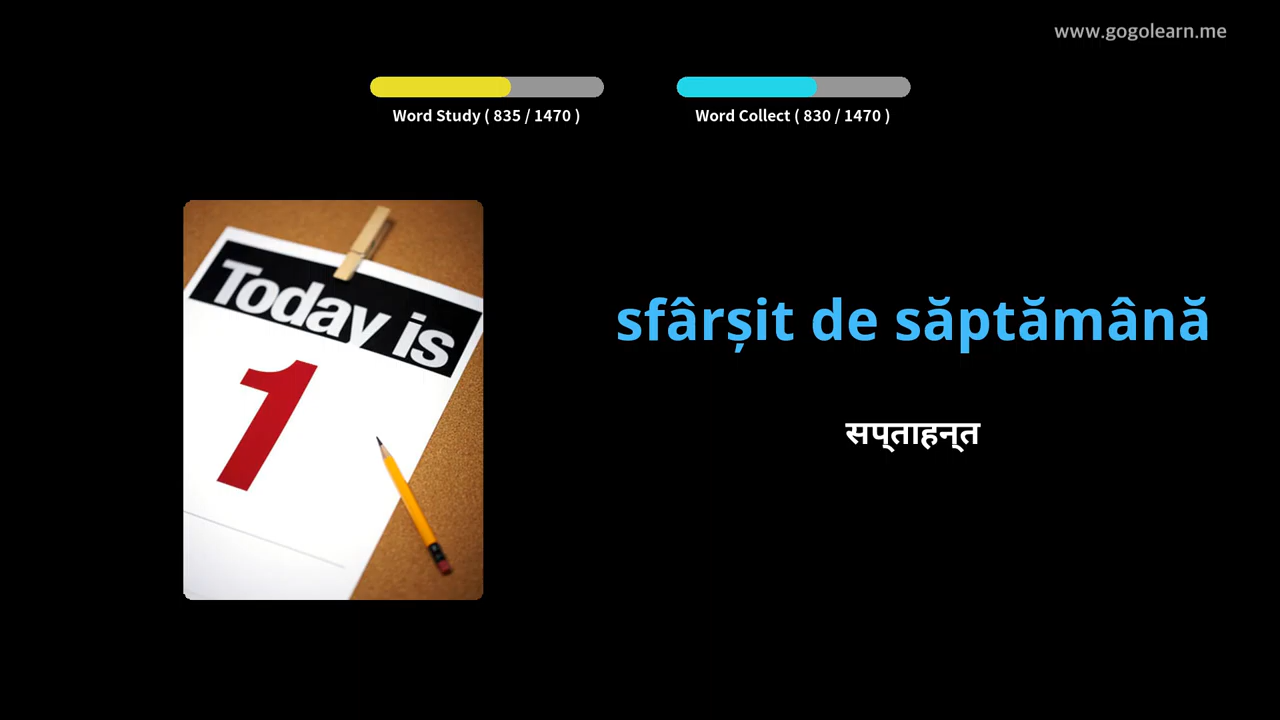 www.gogolearn.me
Word Study ( 835 / 1470 )
Word Collect ( 830 / 1470 )
Today is
1
sfârșit de săptămână
सप्ताहन्त